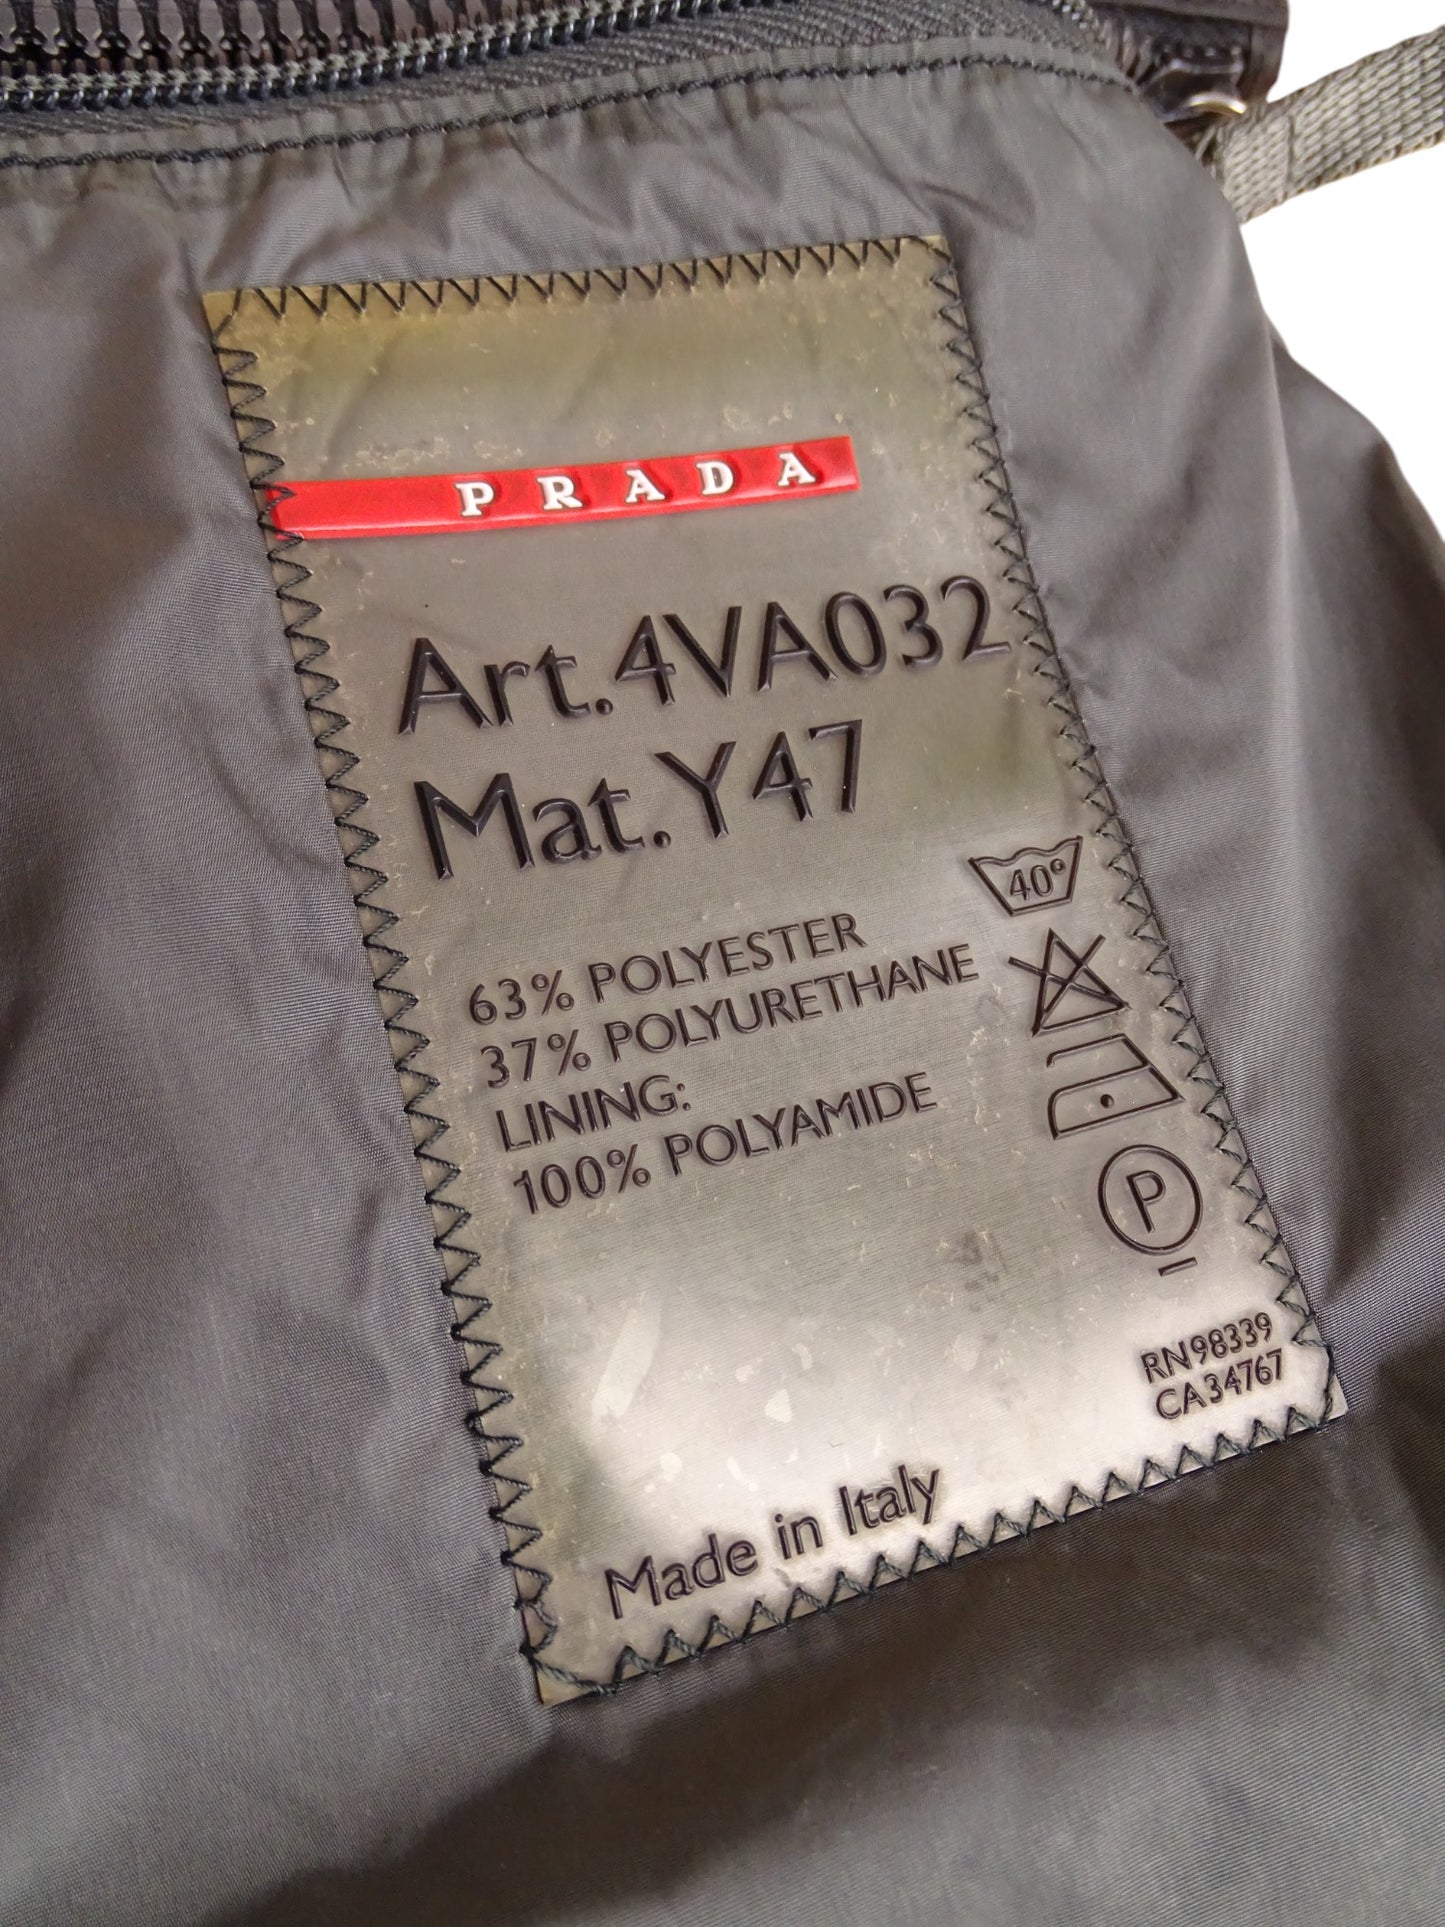 PRADA
Art.4VA032
Mat.Y47
40°
63% POLYESTER
37% POLYURETHANE
LINING:
100% POLYAMIDE
P
RN98339
CA34767
Made in Italy